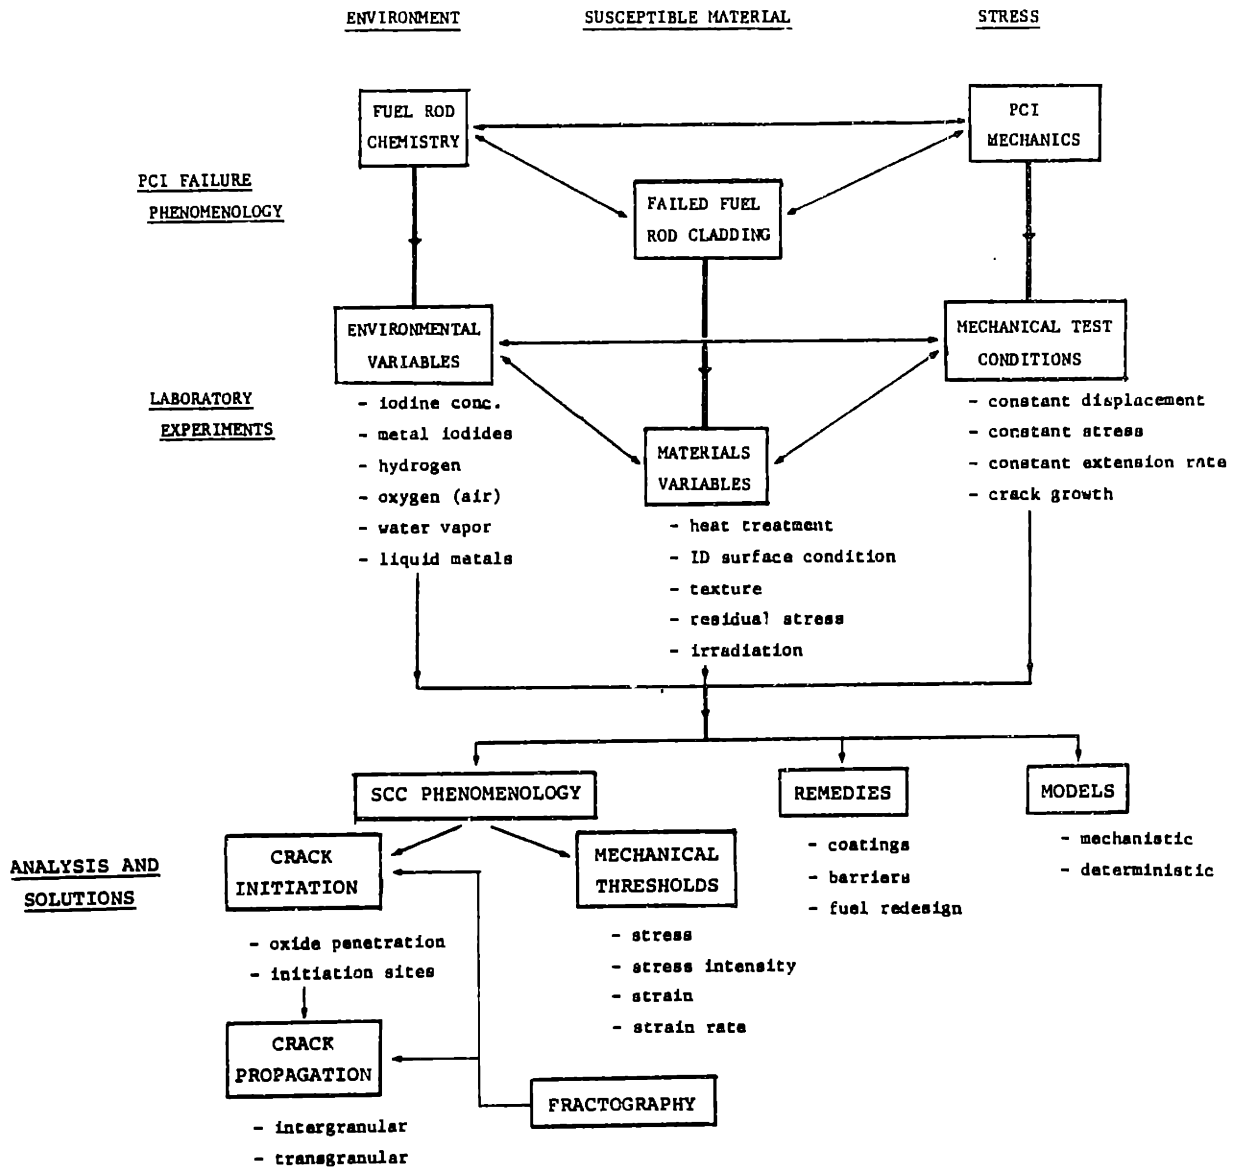 ENVIRONMENT
SUSCEPTIBLE MATERIAL
STRESS
FUEL ROD
CHEMISTRY
PCI
MECHANICS
PCI FAILURE
PHENOMENOLOGY
FAILED FUEL
ROD CLADDING
ENVIRONMENTAL
VARIABLES
MECHANICAL TEST
CONDITIONS
LABORATORY
EXPERIMENTS
- iodine conc.
- metal iodides
- hydrogen
- oxygen (air)
- water vapor
- liquid metals
- constant displacement
- constant stress
- constant extension rate
- crack growth
MATERIALS
VARIABLES
- heat treatment
- ID surface condition
- texture
- residual stress
- irradiation
SCC PHENOMENOLOGY
REMEDIES
MODELS
ANALYSIS AND
SOLUTIONS
CRACK
INITIATION
MECHANICAL
THRESHOLDS
- coatings
- barriers
- fuel redesign
- mechanistic
- deterministic
- oxide penetration
- initiation sites
- stress
- stress intensity
- strain
- strain rate
CRACK
PROPAGATION
FRACTOGRAPHY
- intergranular
- transgranular